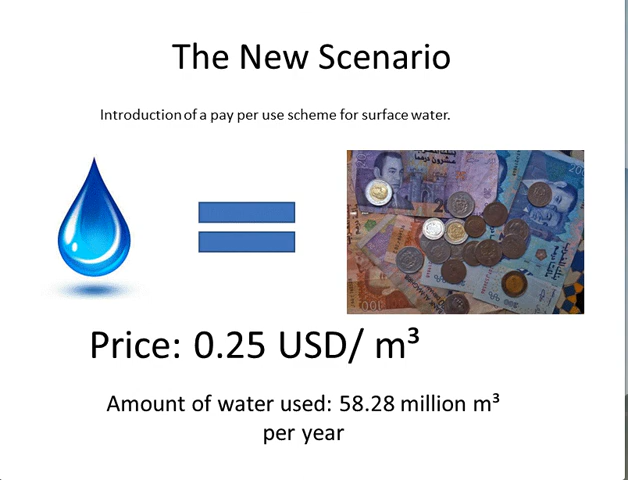 The New Scenario
Introduction of a pay per use scheme for surface water.
Price: 0.25 USD/ m³
Amount of water used: 58.28 million m³
per year